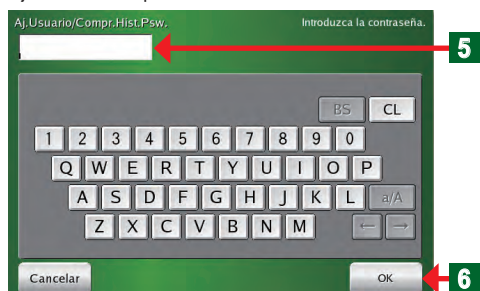 Aj.Usuario/Compr.Hist.Psw. Introduzca la contraseña.
5
BS CL
1 2 3 4 5 6 7 8 9 0
Q W E R T Y U I O P
A S D F G H J K L a/A
Z X C V B N M ← →
Cancelar OK 6